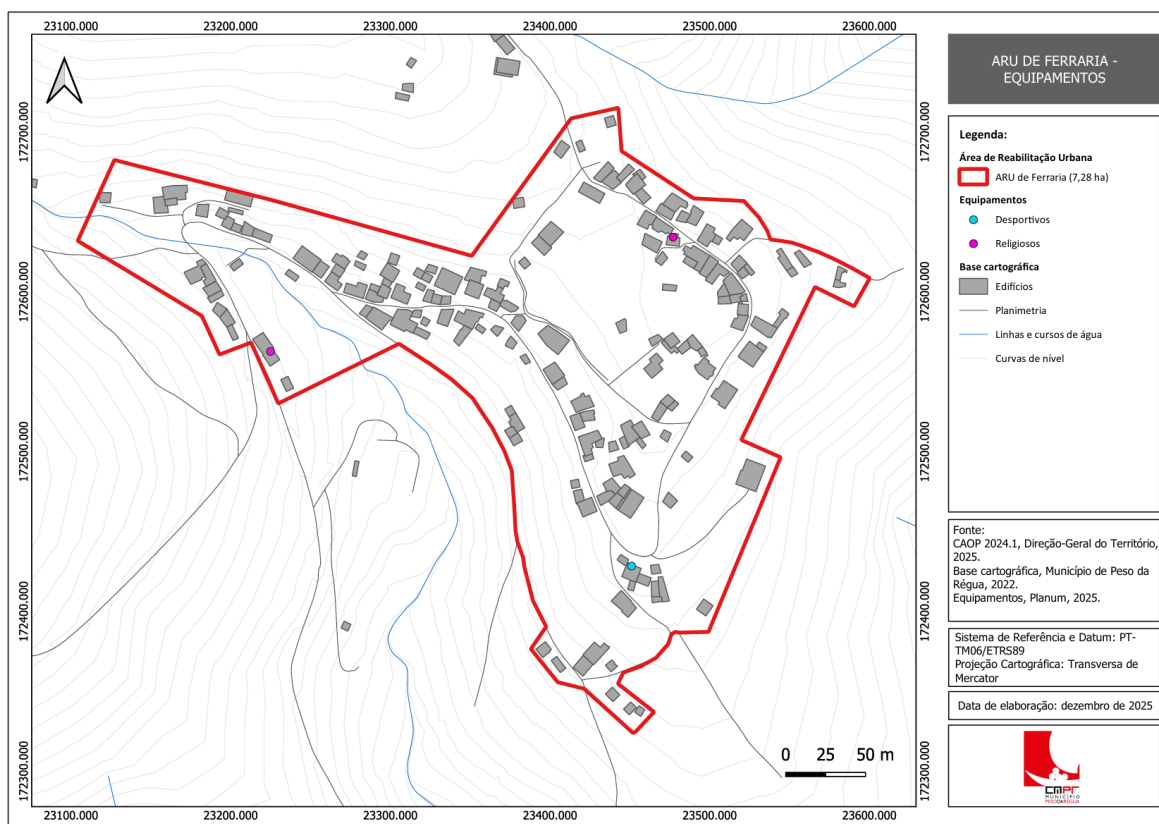 23100.000 23200.000 23300.000 23400.000 23500.000 23600.000
172700.000 172700.000
172600.000 172600.000
172500.000 172500.000
172400.000 172400.000
172300.000 172300.000
0 25 50 m
23100.000 23200.000 23300.000 23400.000 23500.000 23600.000
ARU DE FERRARIA -
EQUIPAMENTOS
Legenda:
Área de Reabilitação Urbana
ARU de Ferraria (7,28 ha)
Equipamentos
Desportivos
Religiosos
Base cartográfica
Edifícios
Planimetria
Linhas e cursos de água
Curvas de nível
Fonte:
CAOP 2024.1, Direção-Geral do Território,
2025.
Base cartográfica, Município de Peso da
Régua, 2022.
Equipamentos, Planum, 2025.
Sistema de Referência e Datum: PT-
TM06/ETRS89
Projeção Cartográfica: Transversa de
Mercator
Data de elaboração: dezembro de 2025
CMPR
MUNICÍPIO
PESODARÉGUA